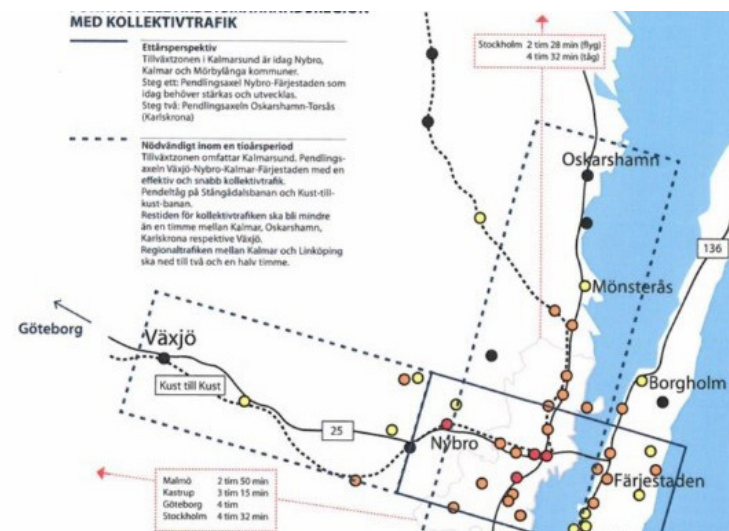 MED KOLLEKTIVTRAFIK
Ettårsperspektiv
Tillväxtzonen i Kalmarsund är idag Nybro,
Kalmar och Mörbylånga kommuner.
Steg ett: Pendlingsaxel Nybro-Färjestaden som
idag behöver stärkas och utvecklas.
Steg två: Pendlingsaxeln Oskarshamn-Torsås
(Karlskrona)
Nödvändigt inom en tioårsperiod
Tillväxtzonen omfattar Kalmarsund. Pendlings-
axeln Växjö-Nybro-Kalmar-Färjestaden med en
effektiv och snabb kollektivtrafik.
Pendeltåg på Stångådalsbanan och Kust-till-
kust-banan.
Restiden för kollektivtrafiken ska bli mindre
än en timme mellan Kalmar, Oskarshamn,
Karlskrona respektive Växjö.
Regionaltrafiken mellan Kalmar och Linköping
ska ned till två och en halv timme.
Stockholm 2 tim 28 min (flyg)
4 tim 32 min (tåg)
Oskarshamn
136
Mönsterås
Göteborg
Växjö
Kust till Kust
Borgholm
25
Nybro
Färjestaden
Malmö 2 tim 50 min
Kastrup 3 tim 15 min
Göteborg 4 tim
Stockholm 4 tim 32 min